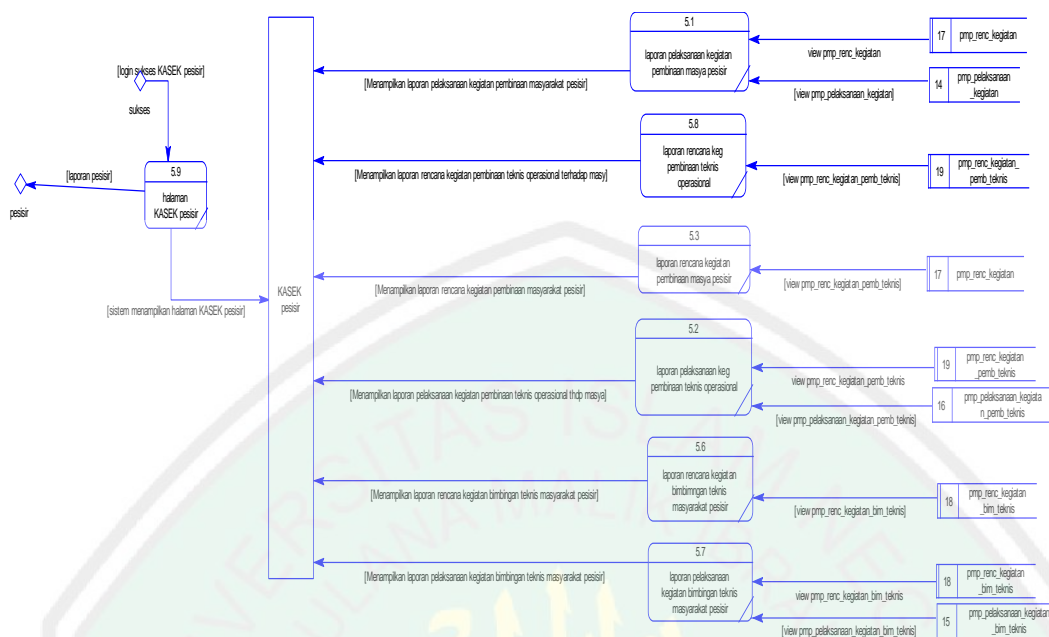 5.1
laporan pelaksanaan kegiatan
pembinaan masya pesisir
view pmp_renc_kegiatan
17 pmp_renc_kegiatan
[view pmp_pelaksanaan_kegiatan]
14 pmp_pelaksanaan
_kegiatan
[Menampilkan laporan pelaksanaan kegiatan pembinaan masyarakat pesisir]
[login sukses KASEK pesisir]
sukses
5.8
laporan rencana keg
pembinaan teknis
operasional
[view pmp_renc_kegiatan_pemb_teknis]
19 pmp_renc_kegiatan_
pemb_teknis
[Menampilkan laporan rencana kegiatan pembinaan teknis operasional terhadap masy]
5.9
halaman
KASEK pesisir
[laporan pesisir]
pesisir
[sistem menampilkan halaman KASEK pesisir]
KASEK
pesisir
5.3
laporan rencana kegiatan
pembinaan masya pesisir
[view pmp_renc_kegiatan_pemb_teknis]
17 pmp_renc_kegiatan
[Menampilkan laporan rencana kegiatan pembinaan masyarakat pesisir]
5.2
laporan pelaksanaan keg
pembinaan teknis operasional
view pmp_renc_kegiatan_pemb_teknis
19 pmp_renc_kegiatan
_pemb_teknis
[view pmp_pelaksanaan_kegiatan_pemb_teknis]
16 pmp_pelaksanaan_kegiata
n_pemb_teknis
[Menampilkan laporan pelaksanaan kegiatan pembinaan teknis operasional thdp masya]
5.6
laporan rencana kegiatan
bimbimngan teknis
masyarakat pesisir
[view pmp_renc_kegiatan_bim_teknis]
18 pmp_renc_kegiatan
_bim_teknis
[Menampilkan laporan rencana kegiatan bimbingan teknis masyarakat pesisir]
5.7
laporan pelaksanaan
kegiatan bimbingan teknis
masyarakat pesisir
view pmp_renc_kegiatan_bim_teknis
18 pmp_renc_kegiatan
_bim_teknis
[view pmp_pelaksanaan_kegiatan_bim_teknis]
15 pmp_pelaksanaan_kegiatan
_bim_teknis
[Menampilkan laporan pelaksanaan kegiatan bimbingan teknis masyarakat pesisir]